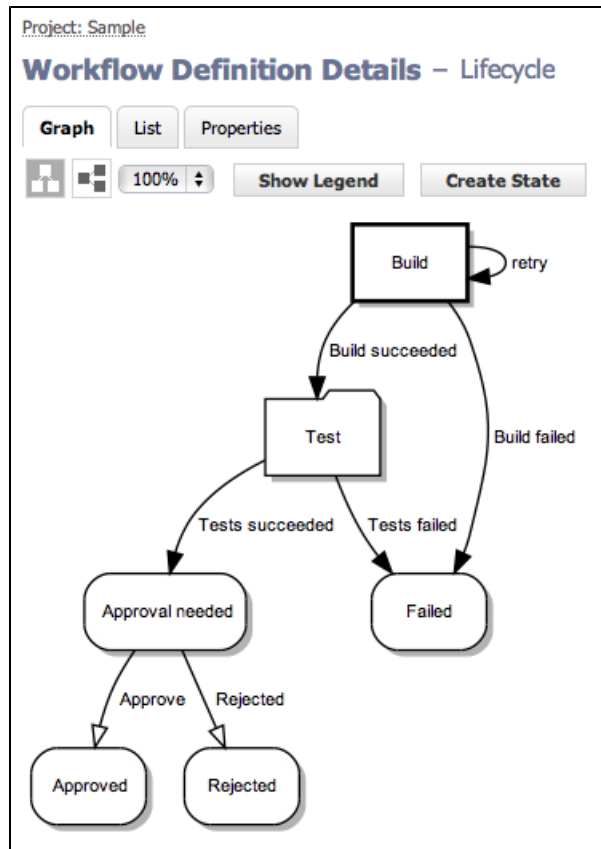 Project: Sample
Workflow Definition Details – Lifecycle
Graph List Properties
100% Show Legend Create State
Build
retry
Build succeeded
Test
Build failed
Tests succeeded
Tests failed
Approval needed
Failed
Approve
Rejected
Approved
Rejected